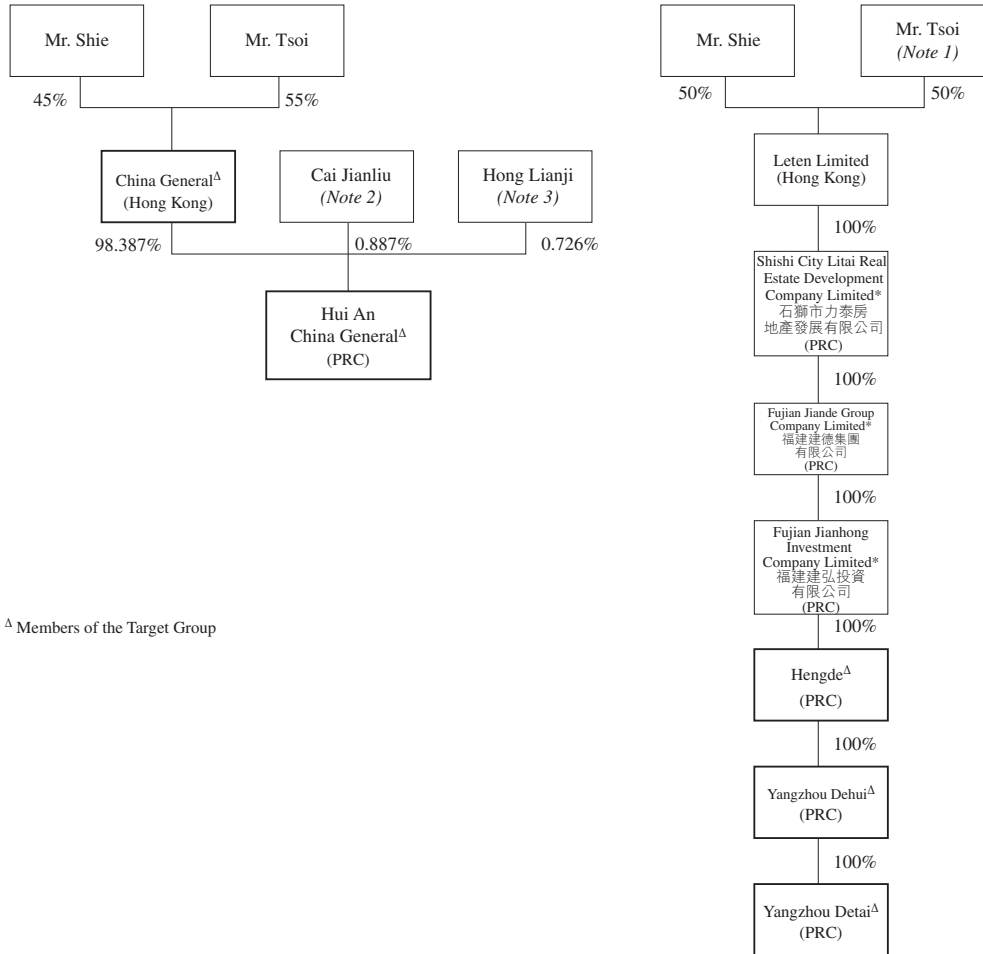 Mr. Shie
Mr. Tsoi
45%
55%
China General^Δ
(Hong Kong)
Cai Jianliu
(Note 2)
Hong Lianji
(Note 3)
98.387%
0.887%
0.726%
Hui An
China General^Δ
(PRC)
^Δ Members of the Target Group
Mr. Shie
Mr. Tsoi
(Note 1)
50%
50%
Leten Limited
(Hong Kong)
100%
Shishi City Litai Real
Estate Development
Company Limited*
石獅市力泰房
地產發展有限公司
(PRC)
100%
Fujian Jiande Group
Company Limited*
福建建德集團
有限公司
(PRC)
100%
Fujian Jianhong
Investment
Company Limited*
福建建弘投資
有限公司
(PRC)
100%
Hengde^Δ
(PRC)
100%
Yangzhou Dehui^Δ
(PRC)
100%
Yangzhou Detai^Δ
(PRC)